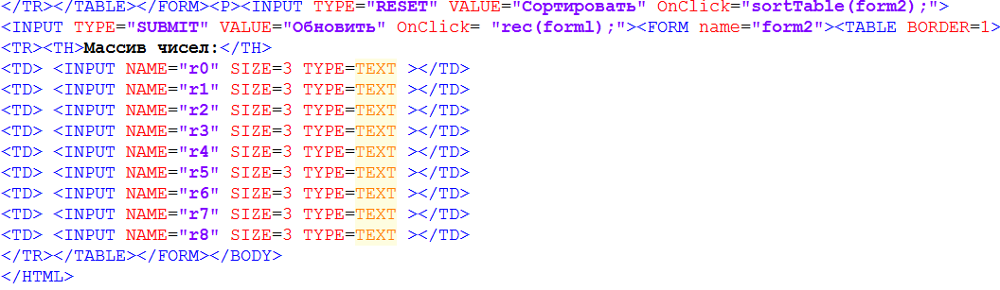 </TR></TABLE></FORM><P><INPUT TYPE="RESET" VALUE="Сортировать" OnClick="sortTable(form2);">
<INPUT TYPE="SUBMIT" VALUE="Обновить" OnClick= "rec(forml);"><FORM name="form2"><TABLE BORDER=1>
<TR><TH>Массив чисел:</TH>
<TD> <INPUT NAME="r0" SIZE=3 TYPE=TEXT ></TD>
<TD> <INPUT NAME="r1" SIZE=3 TYPE=TEXT ></TD>
<TD> <INPUT NAME="r2" SIZE=3 TYPE=TEXT ></TD>
<TD> <INPUT NAME="r3" SIZE=3 TYPE=TEXT ></TD>
<TD> <INPUT NAME="r4" SIZE=3 TYPE=TEXT ></TD>
<TD> <INPUT NAME="r5" SIZE=3 TYPE=TEXT ></TD>
<TD> <INPUT NAME="r6" SIZE=3 TYPE=TEXT ></TD>
<TD> <INPUT NAME="r7" SIZE=3 TYPE=TEXT ></TD>
<TD> <INPUT NAME="r8" SIZE=3 TYPE=TEXT ></TD>
</TR></TABLE></FORM></BODY>
</HTML>